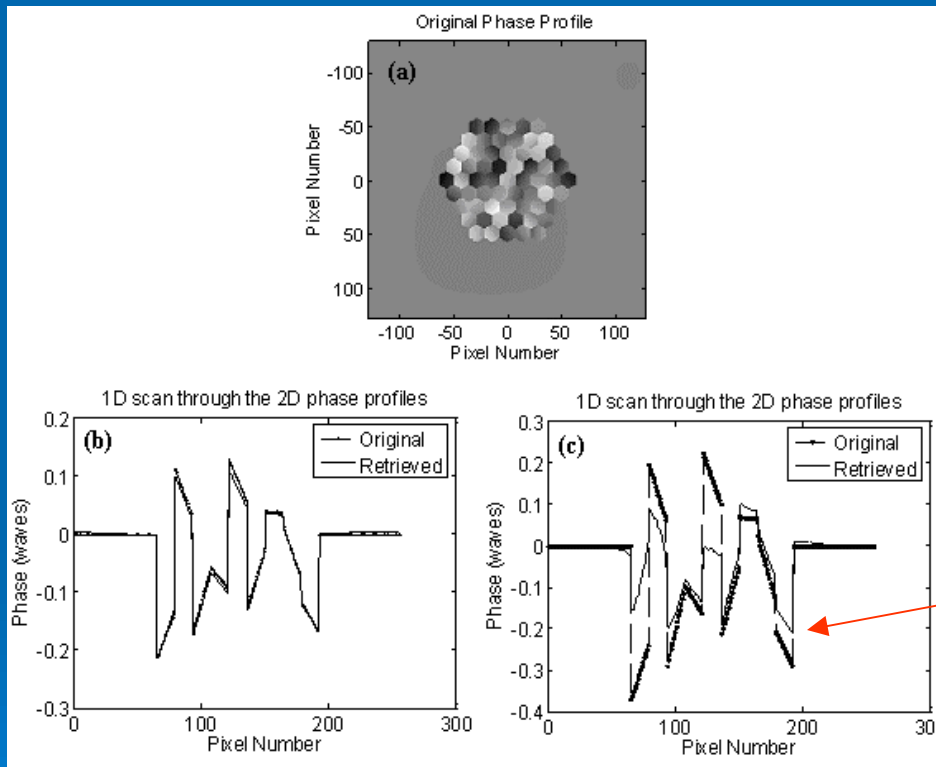 Original Phase Profile
(a)
-100
-50
0
50
100
Pixel Number
-100 -50 0 50 100
Pixel Number
1D scan through the 2D phase profiles
(b)
Original
Retrieved
0.2
0.1
0
-0.1
-0.2
-0.3
Phase (waves)
0 100 200 300
Pixel Number
1D scan through the 2D phase profiles
(c)
Original
Retrieved
0.3
0.2
0.1
0
-0.1
-0.2
-0.3
-0.4
Phase (waves)
0 100 200 300
Pixel Number